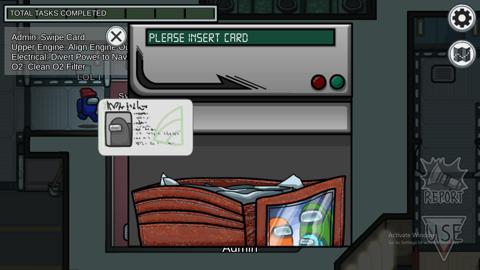 TOTAL TASKS COMPLETED
Admin: Swipe Card
Upper Engine: Align Engine Ou
Electrical: Divert Power to Nav
O2: Clean O2 Filter
PLEASE INSERT CARD
REPORT
USE
Activate Windows
Admin